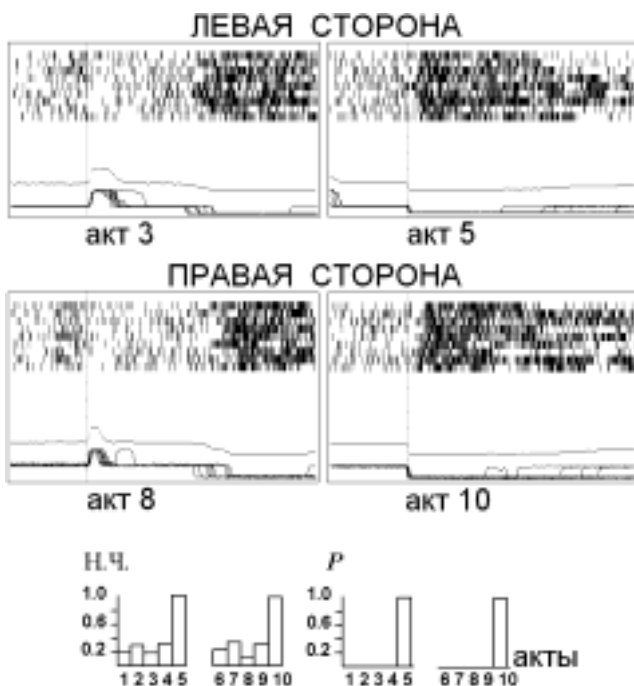 ЛЕВАЯ СТОРОНА
акт 3 акт 5
ПРАВАЯ СТОРОНА
акт 8 акт 10
Н.Ч. P
1.0 1.0
0.6 0.6
0.2 0.2
акты
1 2 3 4 5 6 7 8 9 10 1 2 3 4 5 6 7 8 9 10